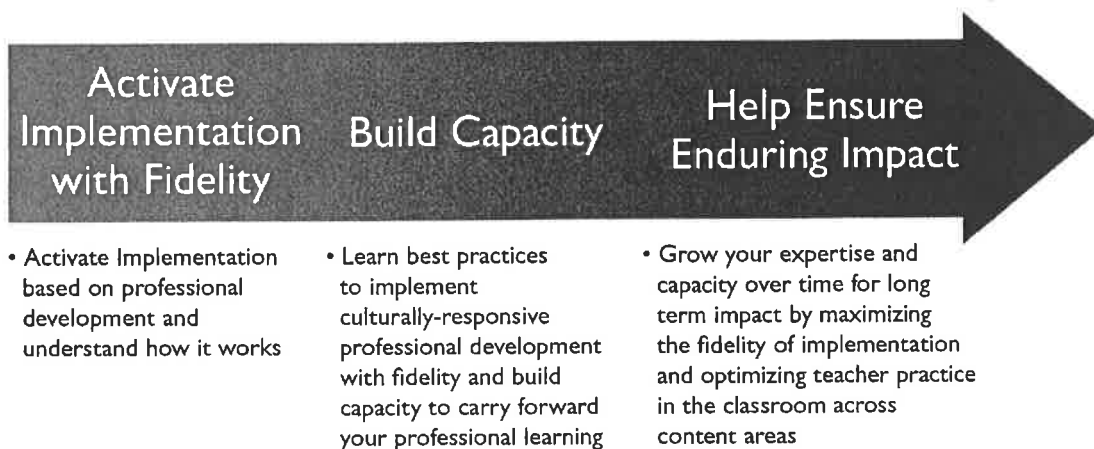 Activate
Implementation
with Fidelity
Build Capacity
Help Ensure
Enduring Impact
• Activate Implementation
based on professional
development and
understand how it works
• Learn best practices
to implement
culturally-responsive
professional development
with fidelity and build
capacity to carry forward
your professional learning
• Grow your expertise and
capacity over time for long
term impact by maximizing
the fidelity of implementation
and optimizing teacher practice
in the classroom across
content areas